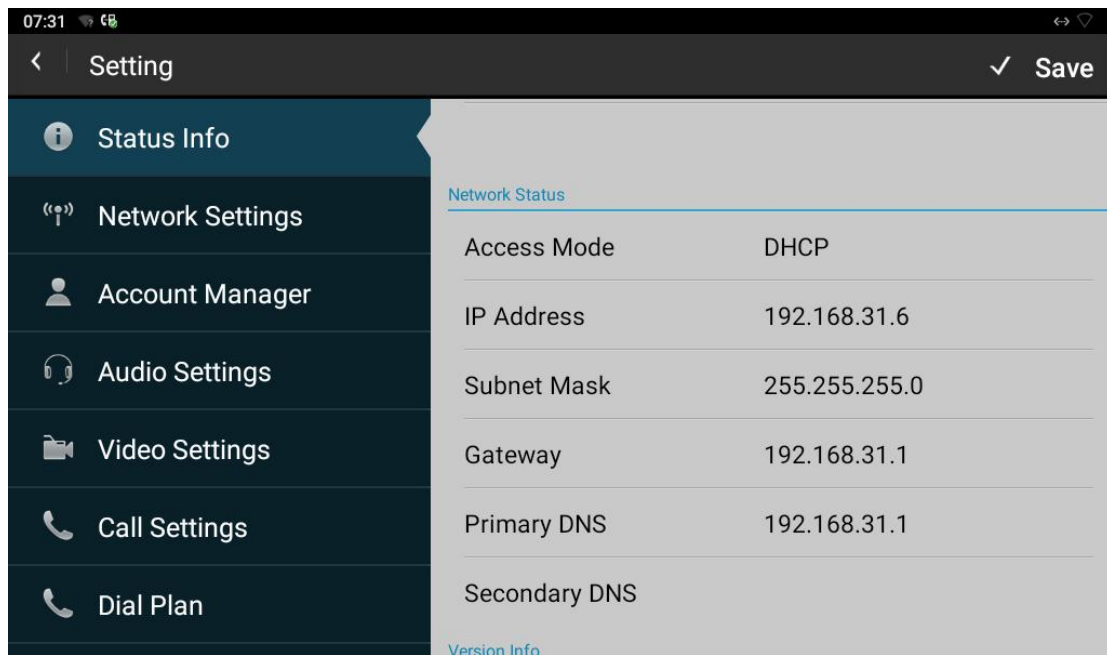 07:31
Setting
Save
Status Info
Network Settings
Account Manager
Audio Settings
Video Settings
Call Settings
Dial Plan
Network Status
Access Mode DHCP
IP Address 192.168.31.6
Subnet Mask 255.255.255.0
Gateway 192.168.31.1
Primary DNS 192.168.31.1
Secondary DNS
Version Info